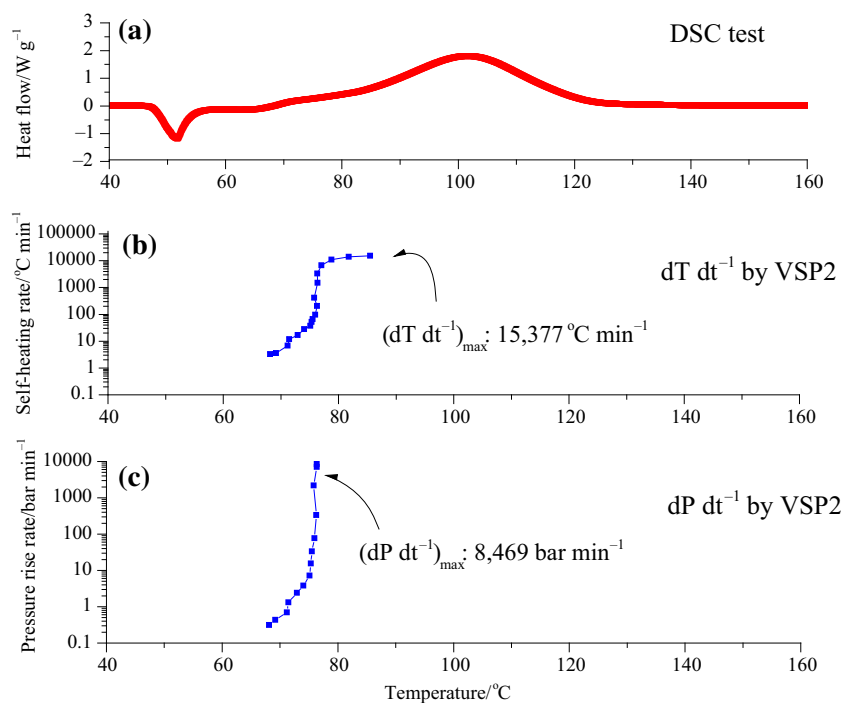 (a)
DSC test
Heat flow/W g⁻¹
3
2
1
0
−1
−2
40 60 80 100 120 140 160
(b)
dT dt⁻¹ by VSP2
Self-heating rate/°C min⁻¹
100000
10000
1000
100
10
1
0.1
(dT dt⁻¹)max: 15,377 °C min⁻¹
40 60 80 100 120 140 160
(c)
dP dt⁻¹ by VSP2
Pressure rise rate/bar min⁻¹
10000
1000
100
10
1
0.1
(dP dt⁻¹)max: 8,469 bar min⁻¹
40 60 80 100 120 140 160
Temperature/°C